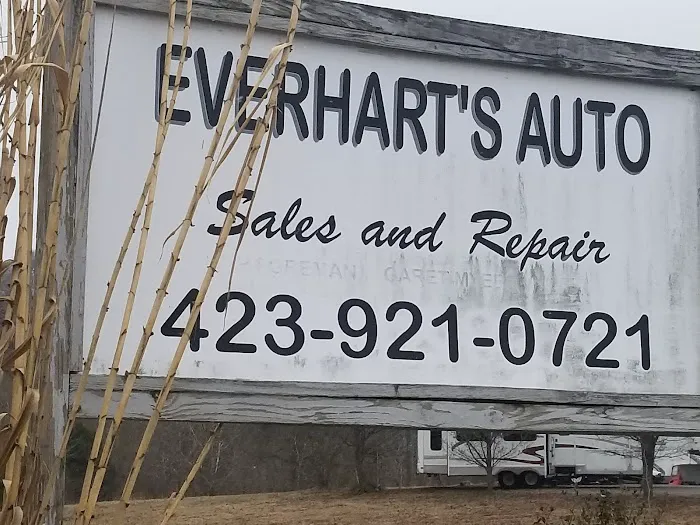 EVERHART'S AUTO
Sales and Repair
423-921-0721